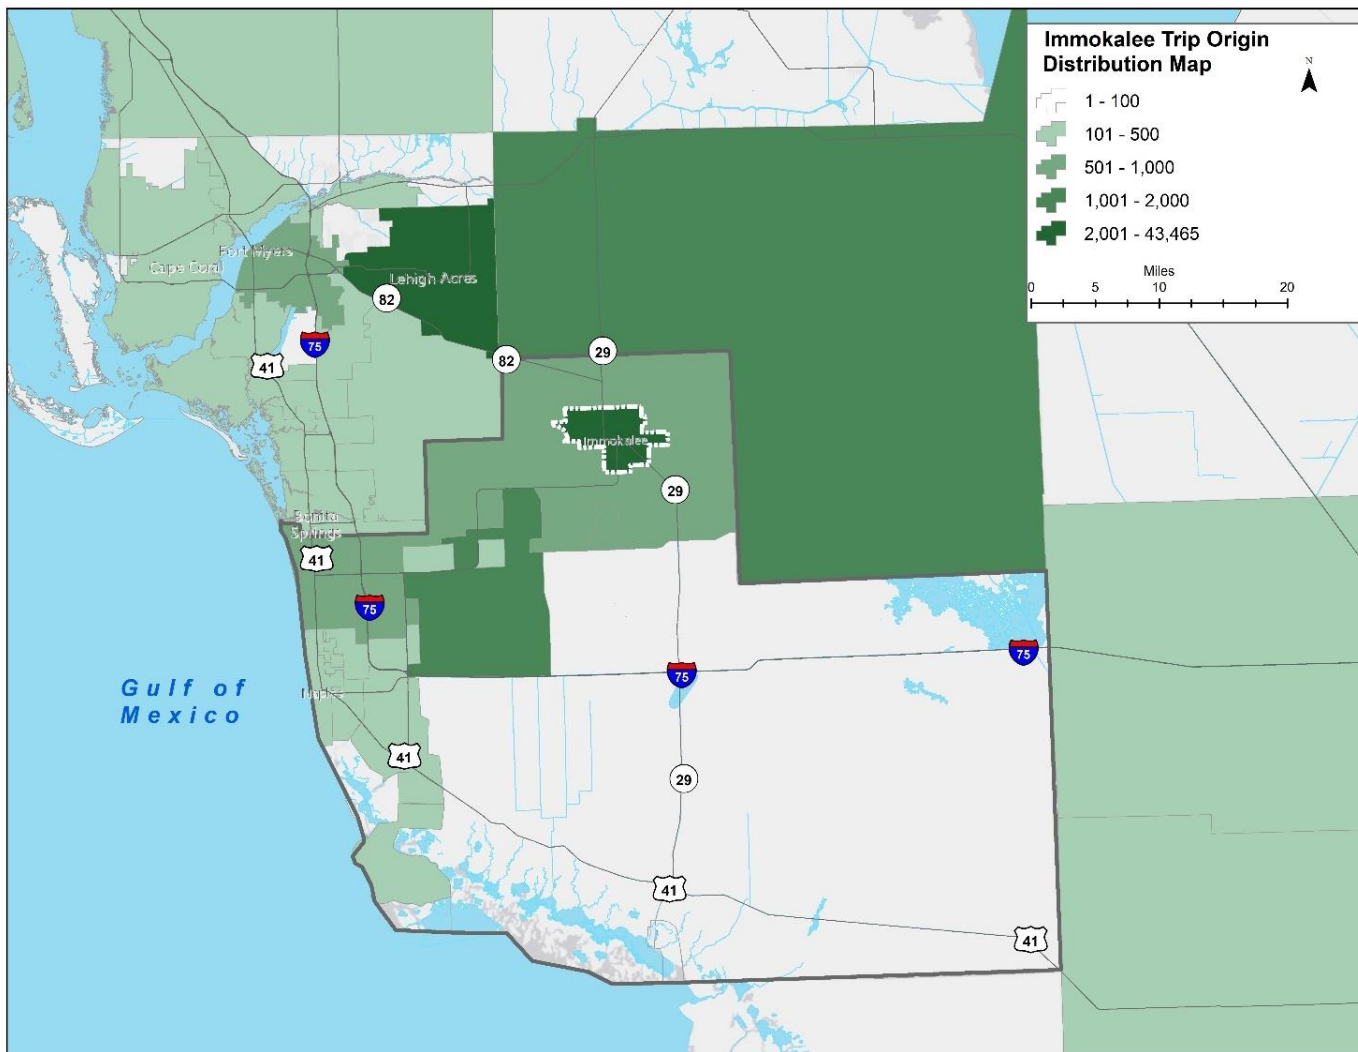 Immokalee Trip Origin
Distribution Map
N
1 - 100
101 - 500
501 - 1,000
1,001 - 2,000
2,001 - 43,465
Miles
0 5 10 15 20
Fort Myers
Cape Coral
Lehigh Acres
82
75
41
82
29
Immokalee
29
Bonita
Springs
41
75
75
75
Gulf of
Mexico
Naples
41
29
41
41